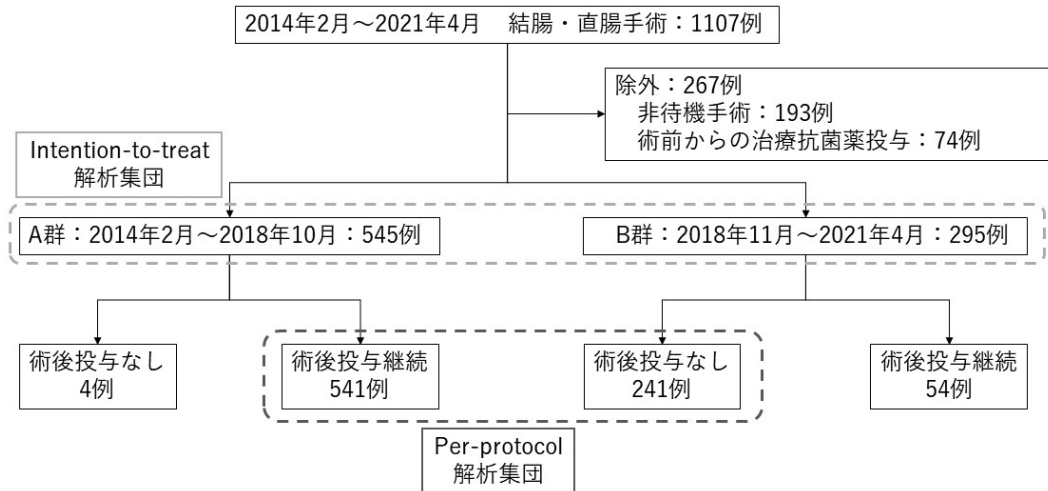 2014年2月～2021年4月　結腸・直腸手術：1107例
除外：267例
非待機手術：193例
術前からの治療抗菌薬投与：74例
Intention-to-treat
解析集団
A群：2014年2月～2018年10月：545例
B群：2018年11月～2021年4月：295例
術後投与なし
4例
術後投与継続
541例
術後投与なし
241例
術後投与継続
54例
Per-protocol
解析集団